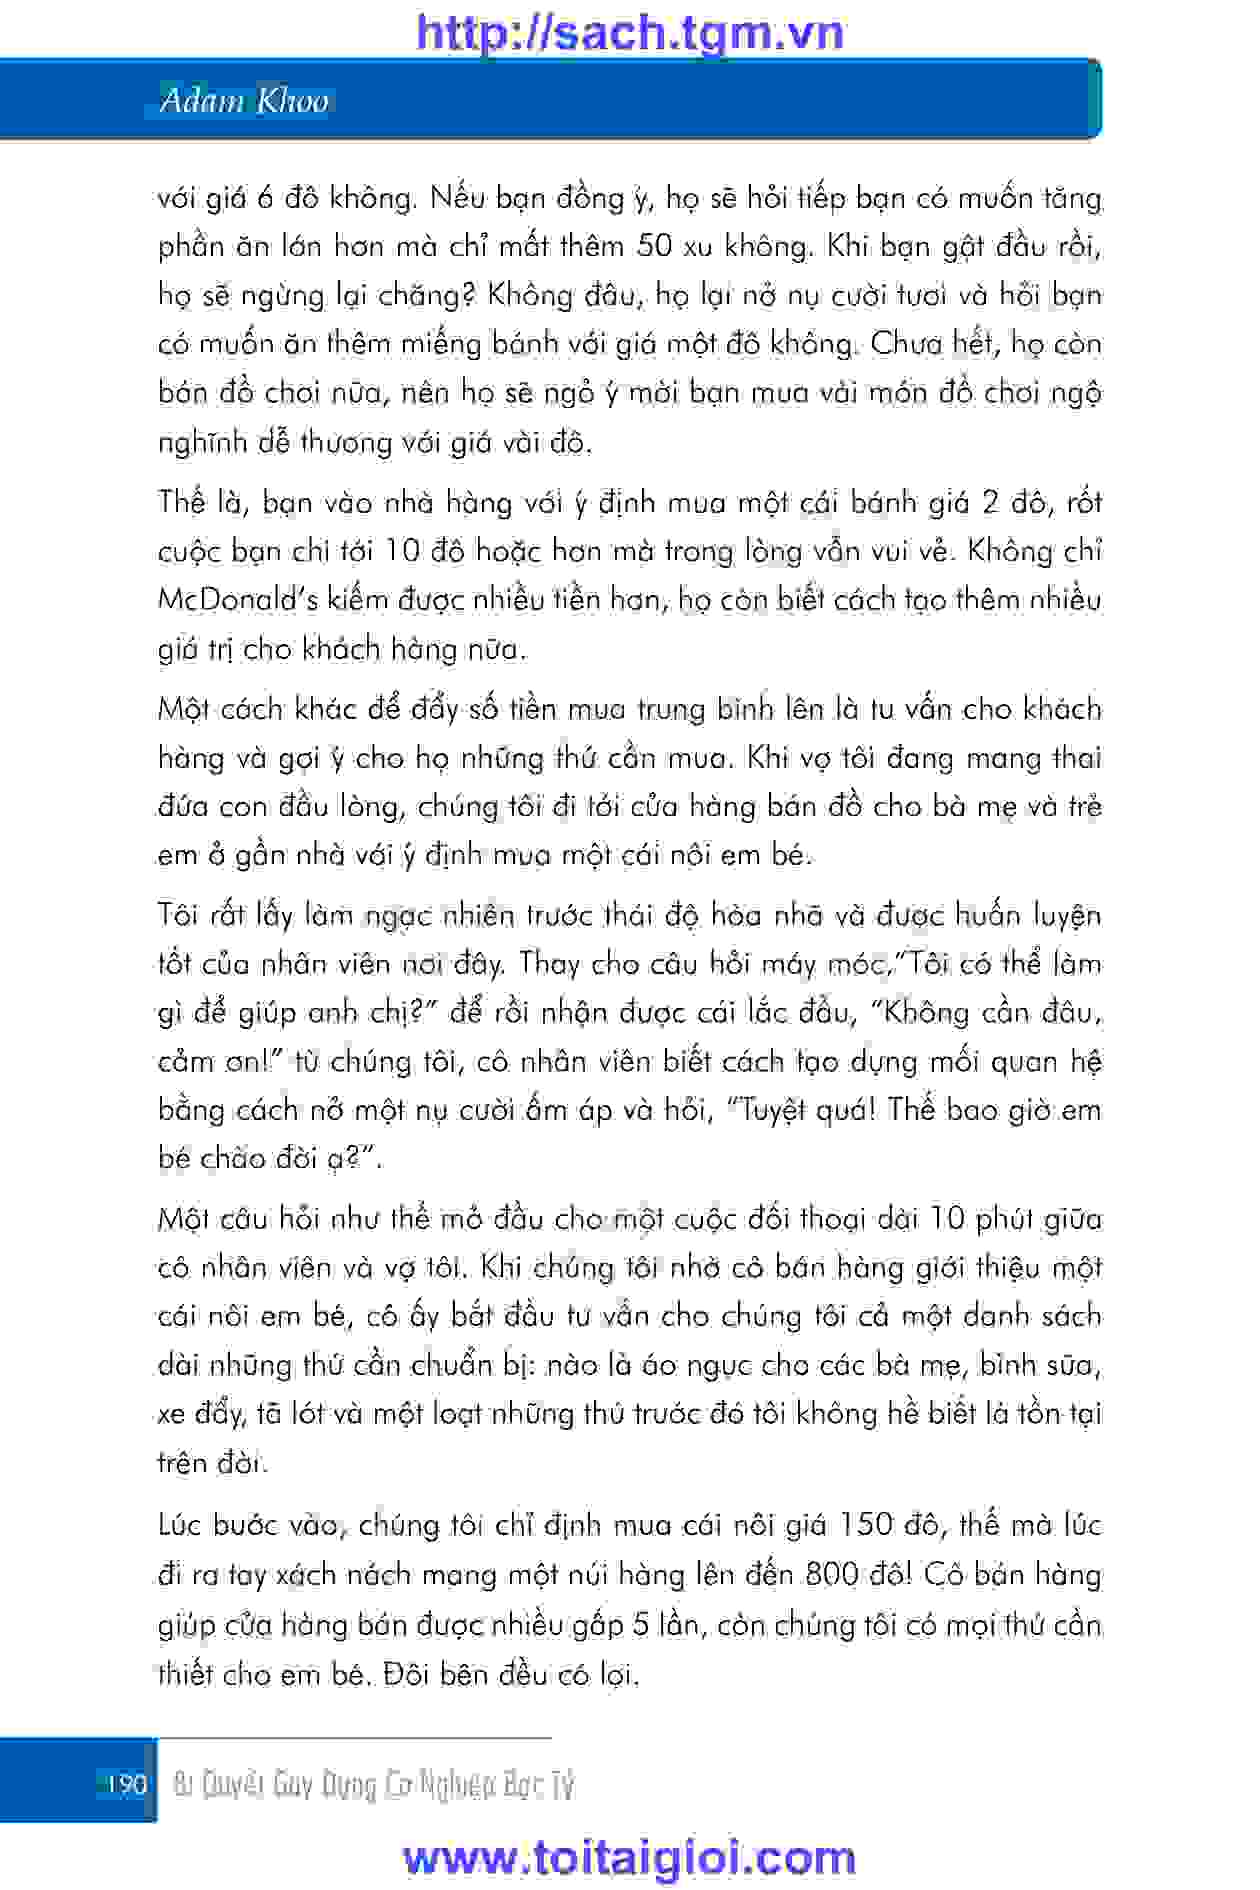 http://sach.tgm.vn
Adam Khoo
với giá 6 đô không. Nếu bạn đồng ý, họ sẽ hỏi tiếp bạn có muốn tăng
phần ăn lớn hơn mà chỉ mất thêm 50 xu không. Khi bạn gật đầu rồi,
họ sẽ ngừng lại chăng? Không đâu, họ lại nở nụ cười tươi và hỏi bạn
có muốn ăn thêm miếng bánh với giá một đô không. Chưa hết, họ còn
bán đồ chơi nữa, nên họ sẽ ngỏ ý mời bạn mua vài món đồ chơi ngộ
nghĩnh dễ thương với giá vài đô.
Thế là, bạn vào nhà hàng với ý định mua một cái bánh giá 2 đô, rốt
cuộc bạn chi tới 10 đô hoặc hơn mà trong lòng vẫn vui vẻ. Không chỉ
McDonald’s kiếm được nhiều tiền hơn, họ còn biết cách tạo thêm nhiều
giá trị cho khách hàng nữa.
Một cách khác để đẩy số tiền mua trung bình lên là tư vấn cho khách
hàng và gợi ý cho họ những thứ cần mua. Khi vợ tôi đang mang thai
đứa con đầu lòng, chúng tôi đi tới cửa hàng bán đồ cho bà mẹ và trẻ
em ở gần nhà với ý định mua một cái nôi em bé.
Tôi rất lấy làm ngạc nhiên trước thái độ hòa nhã và được huấn luyện
tốt của nhân viên nơi đây. Thay cho câu hỏi máy móc,“Tôi có thể làm
gì để giúp anh chị?” để rồi nhận được cái lắc đầu, “Không cần đâu,
cảm ơn!” từ chúng tôi, cô nhân viên biết cách tạo dựng mối quan hệ
bằng cách nở một nụ cười ấm áp và hỏi, “Tuyệt quá! Thế bao giờ em
bé chào đời ạ?”.
Một câu hỏi như thế mở đầu cho một cuộc đối thoại dài 10 phút giữa
cô nhân viên và vợ tôi. Khi chúng tôi nhờ cô bán hàng giới thiệu một
cái nôi em bé, cô ấy bắt đầu tư vấn cho chúng tôi cả một danh sách
dài những thứ cần chuẩn bị: nào là áo ngực cho các bà mẹ, bình sữa,
xe đẩy, tã lót và một loạt những thứ trước đó tôi không hề biết là tồn tại
trên đời.
Lúc bước vào, chúng tôi chỉ định mua cái nôi giá 150 đô, thế mà lúc
đi ra tay xách nách mang một núi hàng lên đến 800 đô! Cô bán hàng
giúp cửa hàng bán được nhiều gấp 5 lần, còn chúng tôi có mọi thứ cần
thiết cho em bé. Đôi bên đều có lợi.
190 Bí Quyết Gây Dựng Cơ Nghiệp Bạc Tỷ
www.toitaigioi.com